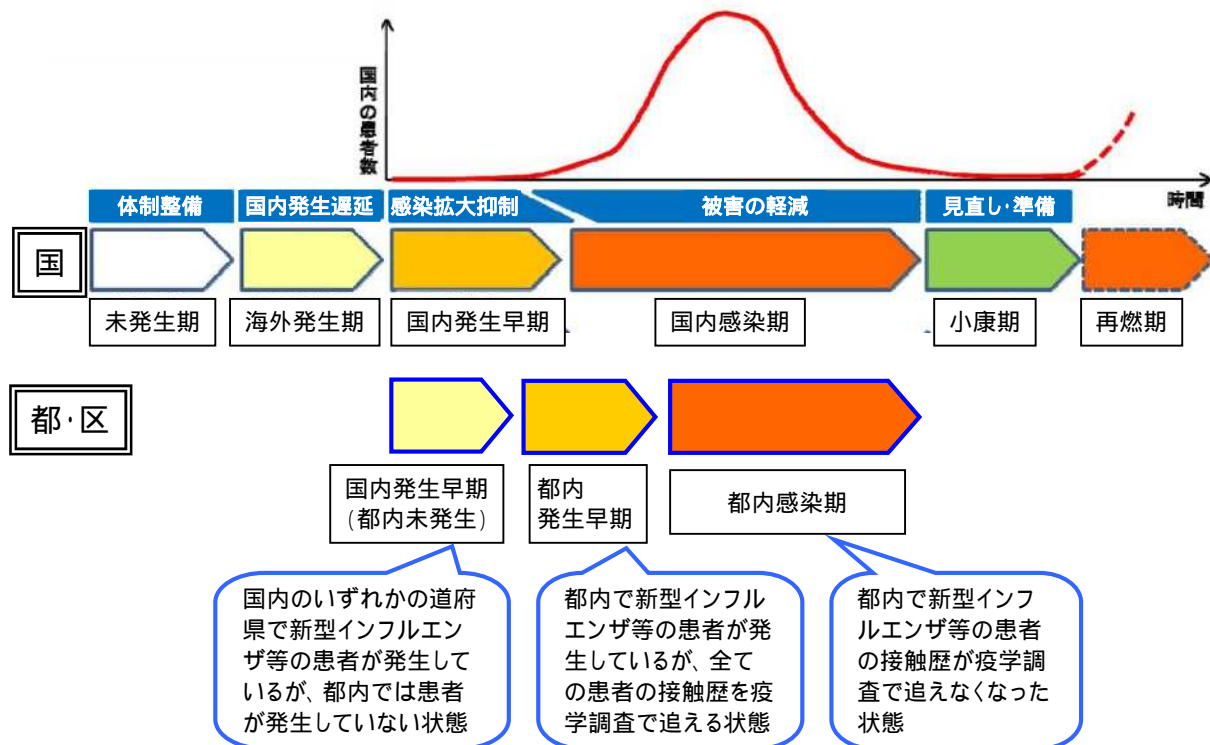 国内の患者数
時間
体制整備
国内発生遅延
感染拡大抑制
被害の軽減
見直し・準備
国
未発生期
海外発生期
国内発生早期
国内感染期
小康期
再燃期
都・区
国内発生早期
(都内未発生)
都内
発生早期
都内感染期
国内のいずれかの道府
県で新型インフルエン
ザ等の患者が発生して
いるが、都内では患者
が発生していない状態
都内で新型インフル
エンザ等の患者が発
生しているが、全て
の患者の接触歴を疫
学調査で追える状態
都内で新型インフ
ルエンザ等の患者
の接触歴が疫学調
査で追えなくなった
状態